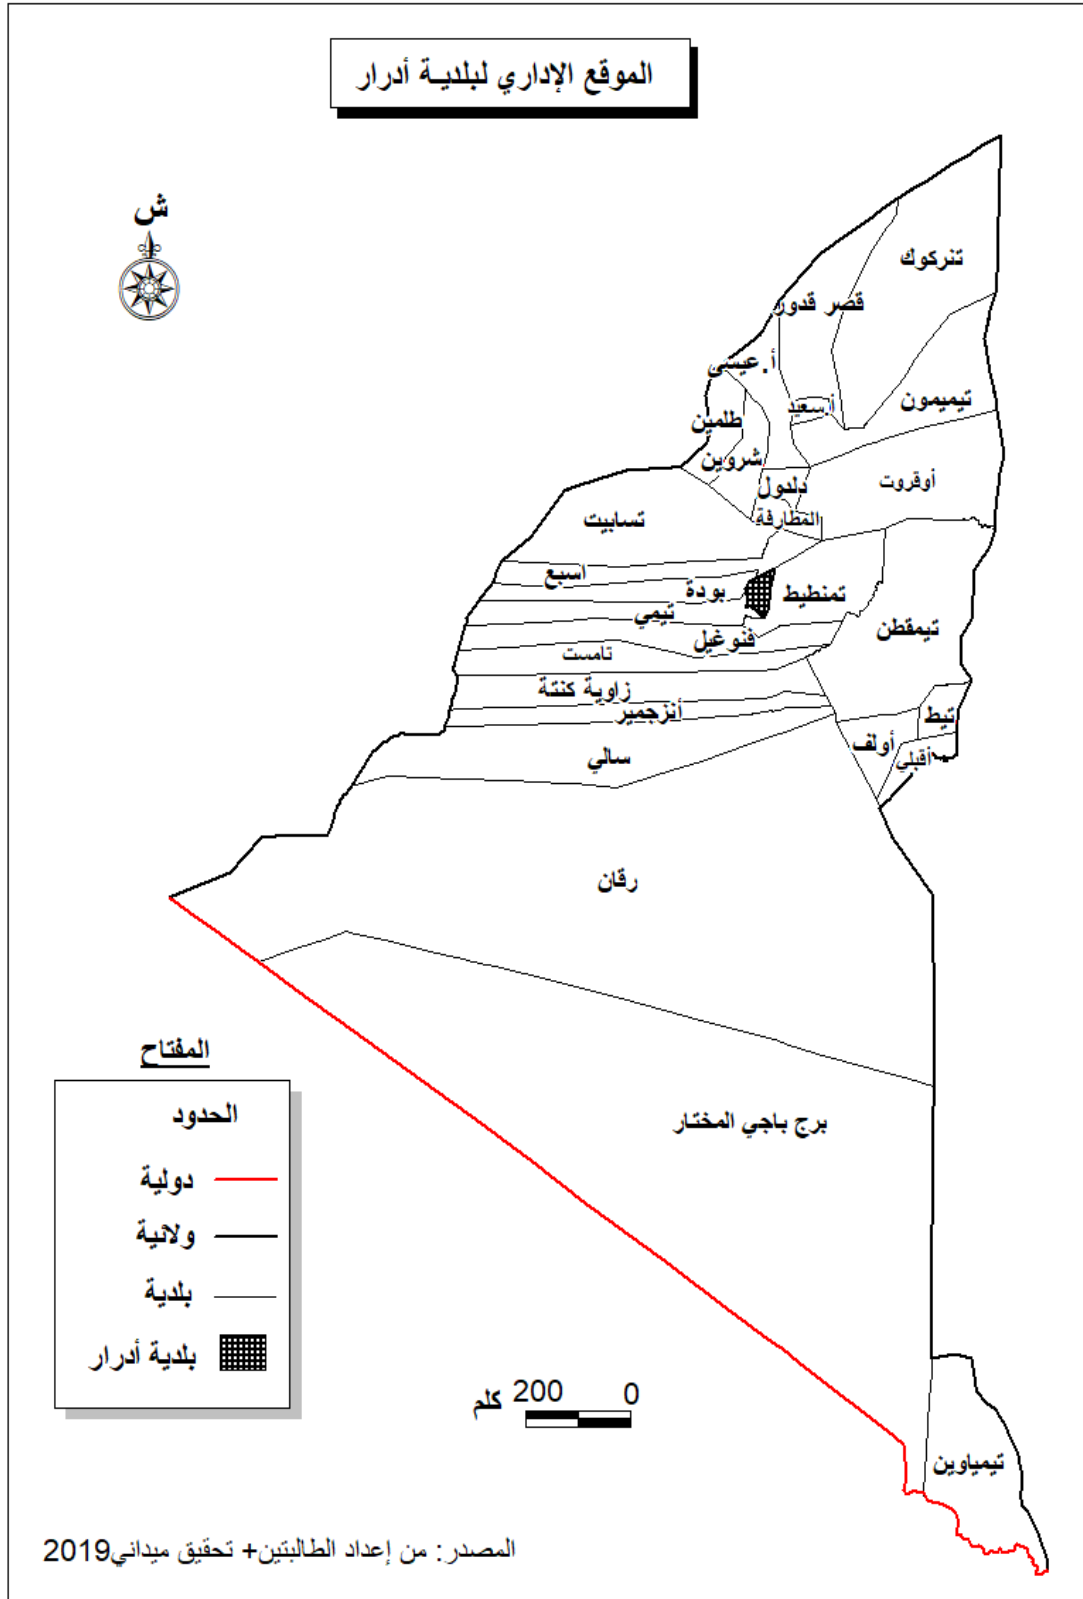 الموقع الإداري لبلديـة أدرار
ش
تنركوك
قصر قدور
أ.عيسى
تيميمون
أ.سعيد
طلمين
شروين
دلدول
أوقروت
المطارفة
تسابيت
اسبع
بودة
تمنطيط
تيمي
تيمقطن
فنوغيل
تامست
زاوية كنتة
أنزجمير
تيط
أولف
أقبلي
سالي
رقان
برج باجي المختار
تيمياوين
المفتاح
الحدود
دولية
ولائية
بلدية
بلدية أدرار
0 200 كلم
المصدر: من إعداد الطالبتين+ تحقيق ميداني2019